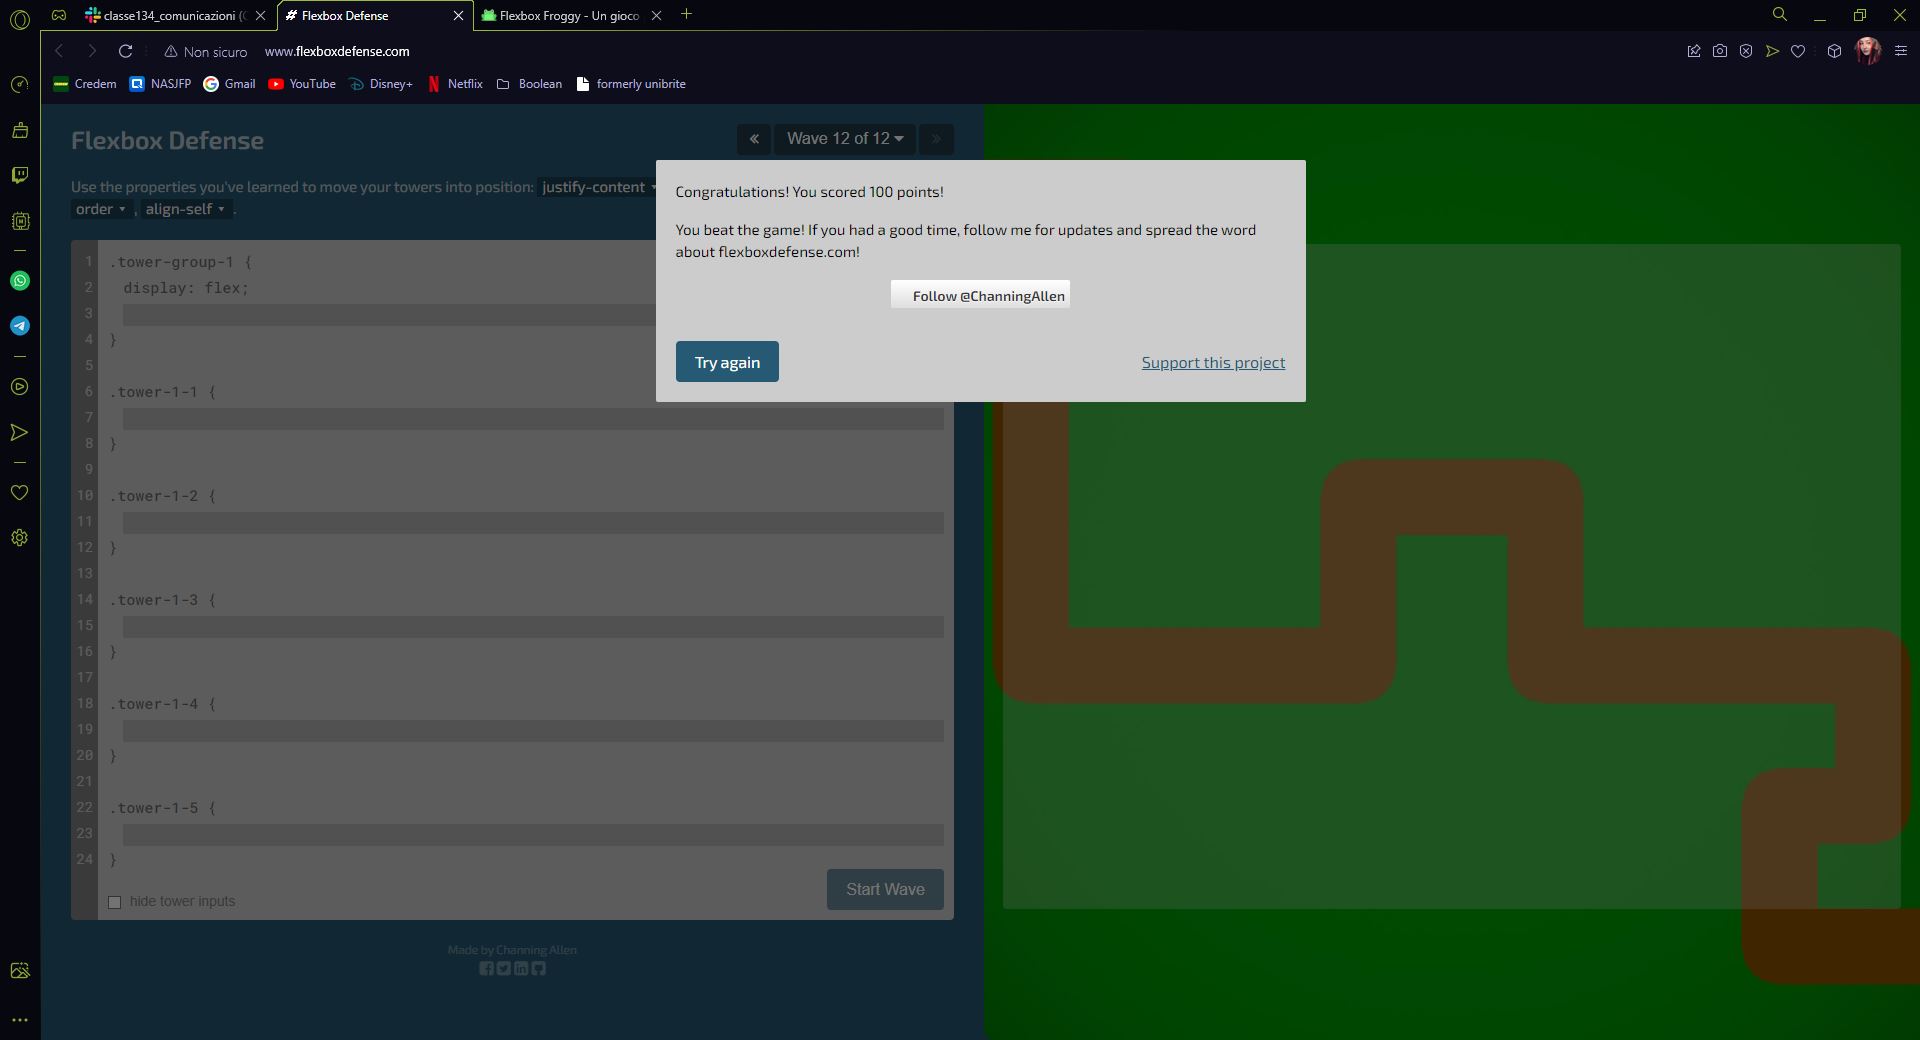 classe134_comunicazioni (
Flexbox Defense
Flexbox Froggy - Un gioco
Non sicuro
www.flexboxdefense.com
Credem
NASJFP
Gmail
YouTube
Disney+
Netflix
Boolean
formerly unibrite
Flexbox Defense
«
Wave 12 of 12
»
Use the properties you've learned to move your towers into position: justify-content
order , align-self .
1 .tower-group-1 {
2 display: flex;
3
4 }
5
6 .tower-1-1 {
7
8 }
9
10 .tower-1-2 {
11
12 }
13
14 .tower-1-3 {
15
16 }
17
18 .tower-1-4 {
19
20 }
21
22 .tower-1-5 {
23
24 }
hide tower inputs
Start Wave
Made by Channing Allen
Congratulations! You scored 100 points!
You beat the game! If you had a good time, follow me for updates and spread the word
about flexboxdefense.com!
Follow @ChanningAllen
Try again
Support this project